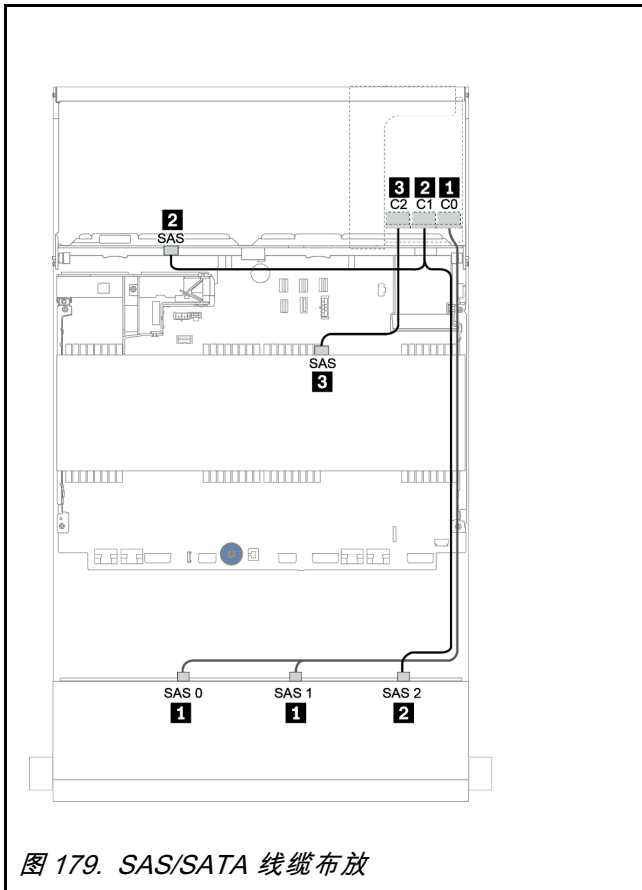 3 2 1
C2 C1 C0
2
SAS
SAS
3
SAS 0 SAS 1 SAS 2
1 1 2
图 179. SAS/SATA 线缆布放